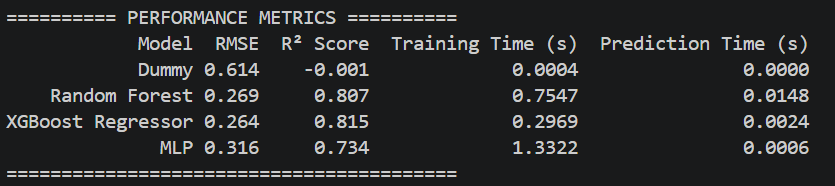 ========== PERFORMANCE METRICS ==========
Model RMSE R² Score Training Time (s) Prediction Time (s)
Dummy 0.614 -0.001 0.0004 0.0000
Random Forest 0.269 0.807 0.7547 0.0148
XGBoost Regressor 0.264 0.815 0.2969 0.0024
MLP 0.316 0.734 1.3322 0.0006
=========================================